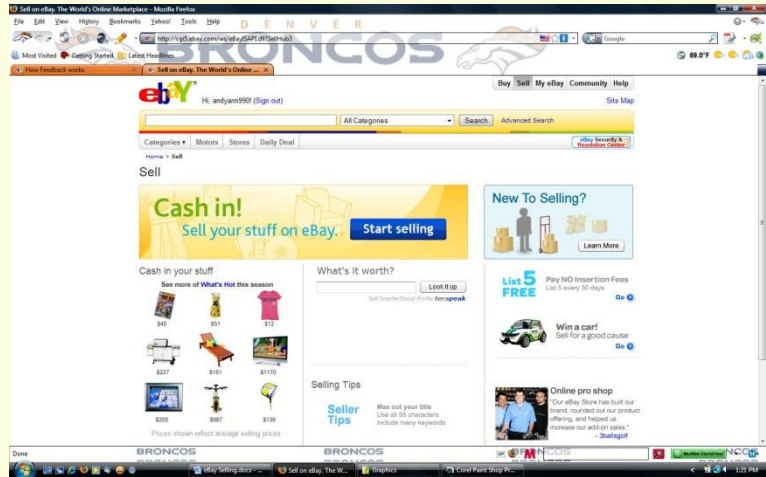 Sell on eBay. The World's Online Marketplace - Mozilla Firefox
File Edit View History Bookmarks Yahoo! Tools Help
DENVER
BRONCOS
Google
Most Visited Getting Started Latest Headlines
69.0°F
How Feedback works
Sell on eBay. The World's Online ...
Buy Sell My eBay Community Help
ebY
Hi, andyann990! (Sign out)
Site Map
All Categories
Search
Advanced Search
Categories Motors Stores Daily Deal
eBay Security &
Resolution Center
Home > Sell
Sell
Cash in!
Sell your stuff on eBay.
Start selling
New To Selling?
Learn More
Cash in your stuff
See more of What's Hot this season
$49 $51 $12
$227 $151 $1170
$205 $687 $136
Prices shown reflect average selling prices.
What's it worth?
Look it up
Sell Smarter terapeak
Selling Tips
Seller
Tips
Max out your title
Use all 55 characters
Include many keywords
List 5
FREE
Pay NO Insertion Fees
List 5 every 30 days
Go
Win a car!
Sell for a good cause
Go
Online pro shop
"Our eBay Store has built our
brand, rounded out our product
offering, and helped us
increase our add-on sales."
- 3ballsgolf
Done
BRONCOS BRONCOS
eBay Selling.docx - ...
Sell on eBay. The W...
Graphics
Corel Paint Shop Pr...
1:21 PM